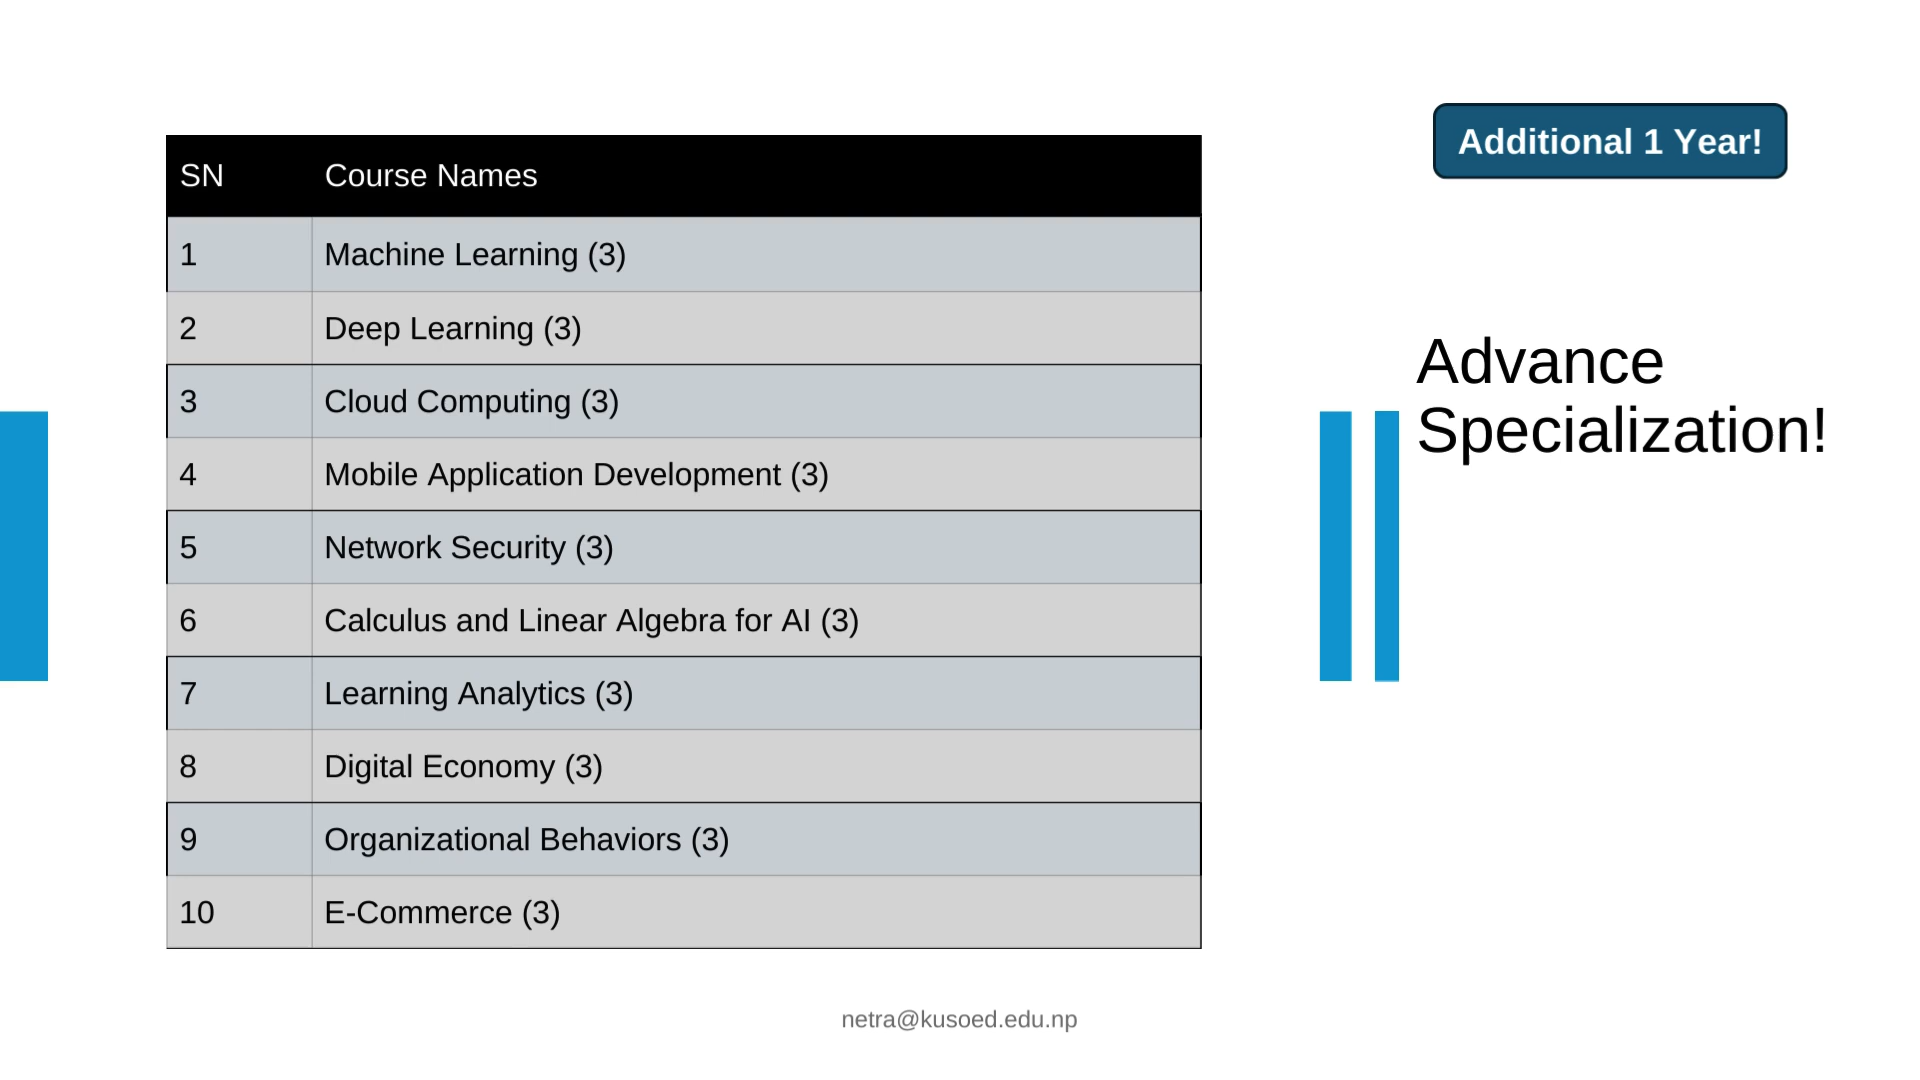 Additional 1 Year!
SN Course Names
1 Machine Learning (3)
2 Deep Learning (3)
3 Cloud Computing (3)
4 Mobile Application Development (3)
5 Network Security (3)
6 Calculus and Linear Algebra for AI (3)
7 Learning Analytics (3)
8 Digital Economy (3)
9 Organizational Behaviors (3)
10 E-Commerce (3)
Advance
Specialization!
netra@kusoed.edu.np